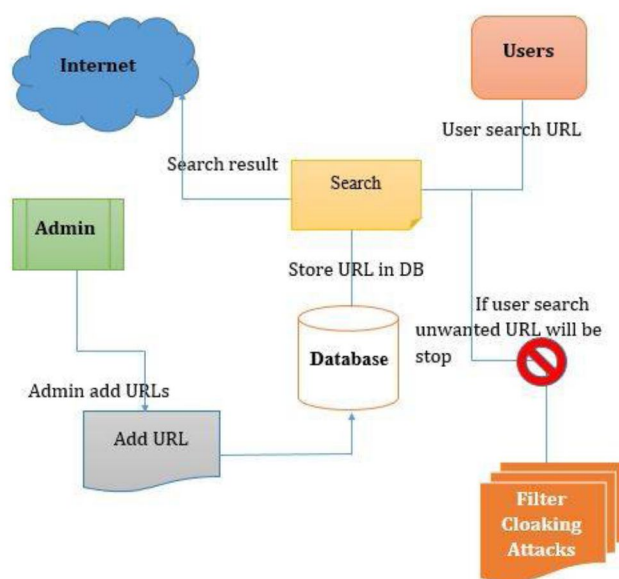 Internet
Users
User search URL
Search result
Search
Admin
Store URL in DB
If user search
unwanted URL will be
stop
Database
Admin add URLs
Add URL
Filter
Cloaking
Attacks